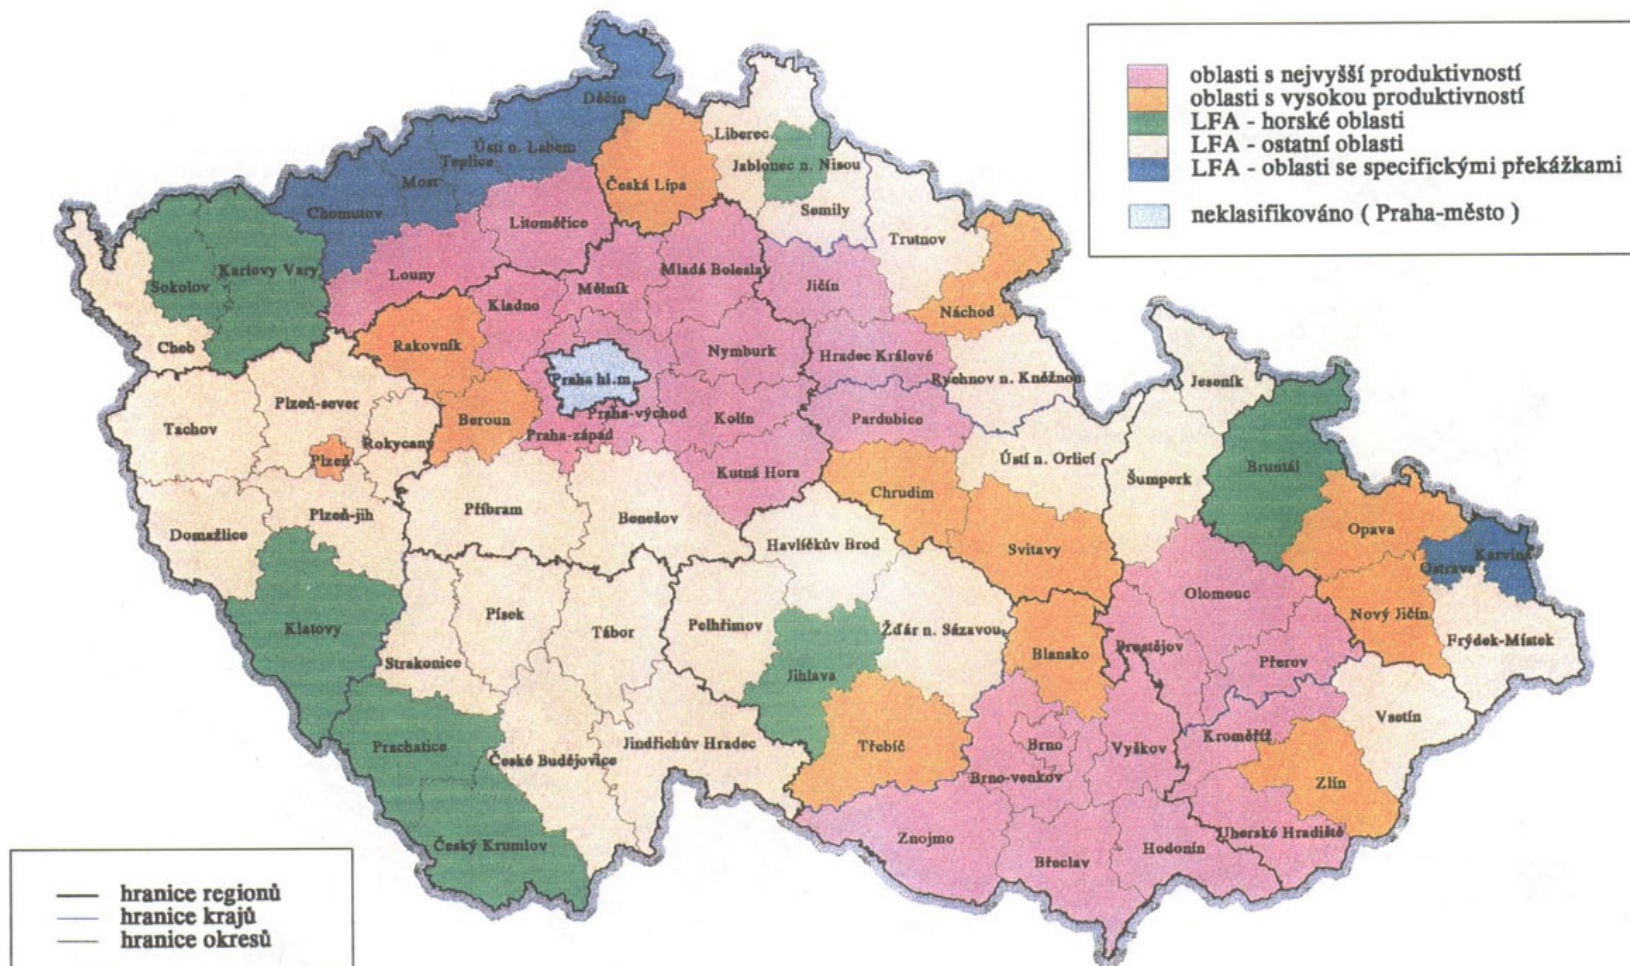 oblasti s nejvyšší produktivností
oblasti s vysokou produktivností
LFA - horské oblasti
LFA - ostatní oblasti
LFA - oblasti se specifickými překážkami
neklasifikováno ( Praha-město )
Děčín
Ústí n. Labem
Teplice
Most
Chomutov
Liberec
Jablonec n. Nisou
Česká Lípa
Semily
Litoměřice
Trutnov
Louny
Karlovy Vary
Sokolov
Mělník
Mladá Boleslav
Jičín
Kladno
Náchod
Cheb
Rakovník
Nymburk
Hradec Králové
Praha hl.m.
Rychnov n. Kněžnou
Jeseník
Plzeň-sever
Tachov
Rokycany
Beroun
Praha-východ
Praha-západ
Kolín
Pardubice
Plzeň
Kutná Hora
Ústí n. Orlicí
Šumperk
Bruntál
Chrudim
Domažlice
Plzeň-jih
Příbram
Benešov
Havlíčkův Brod
Svitavy
Opava
Karviná
Ostrava
Olomouc
Nový Jičín
Frýdek-Místek
Klatovy
Písek
Tábor
Pelhřimov
Žďár n. Sázavou
Strakonice
Blansko
Prostějov
Přerov
Jihlava
Vsetín
Prachatice
České Budějovice
Jindřichův Hradec
Třebíč
Brno
Vyškov
Kroměříž
Brno-venkov
Zlín
Český Krumlov
Znojmo
Břeclav
Hodonín
Uherské Hradiště
hranice regionů
hranice krajů
hranice okresů